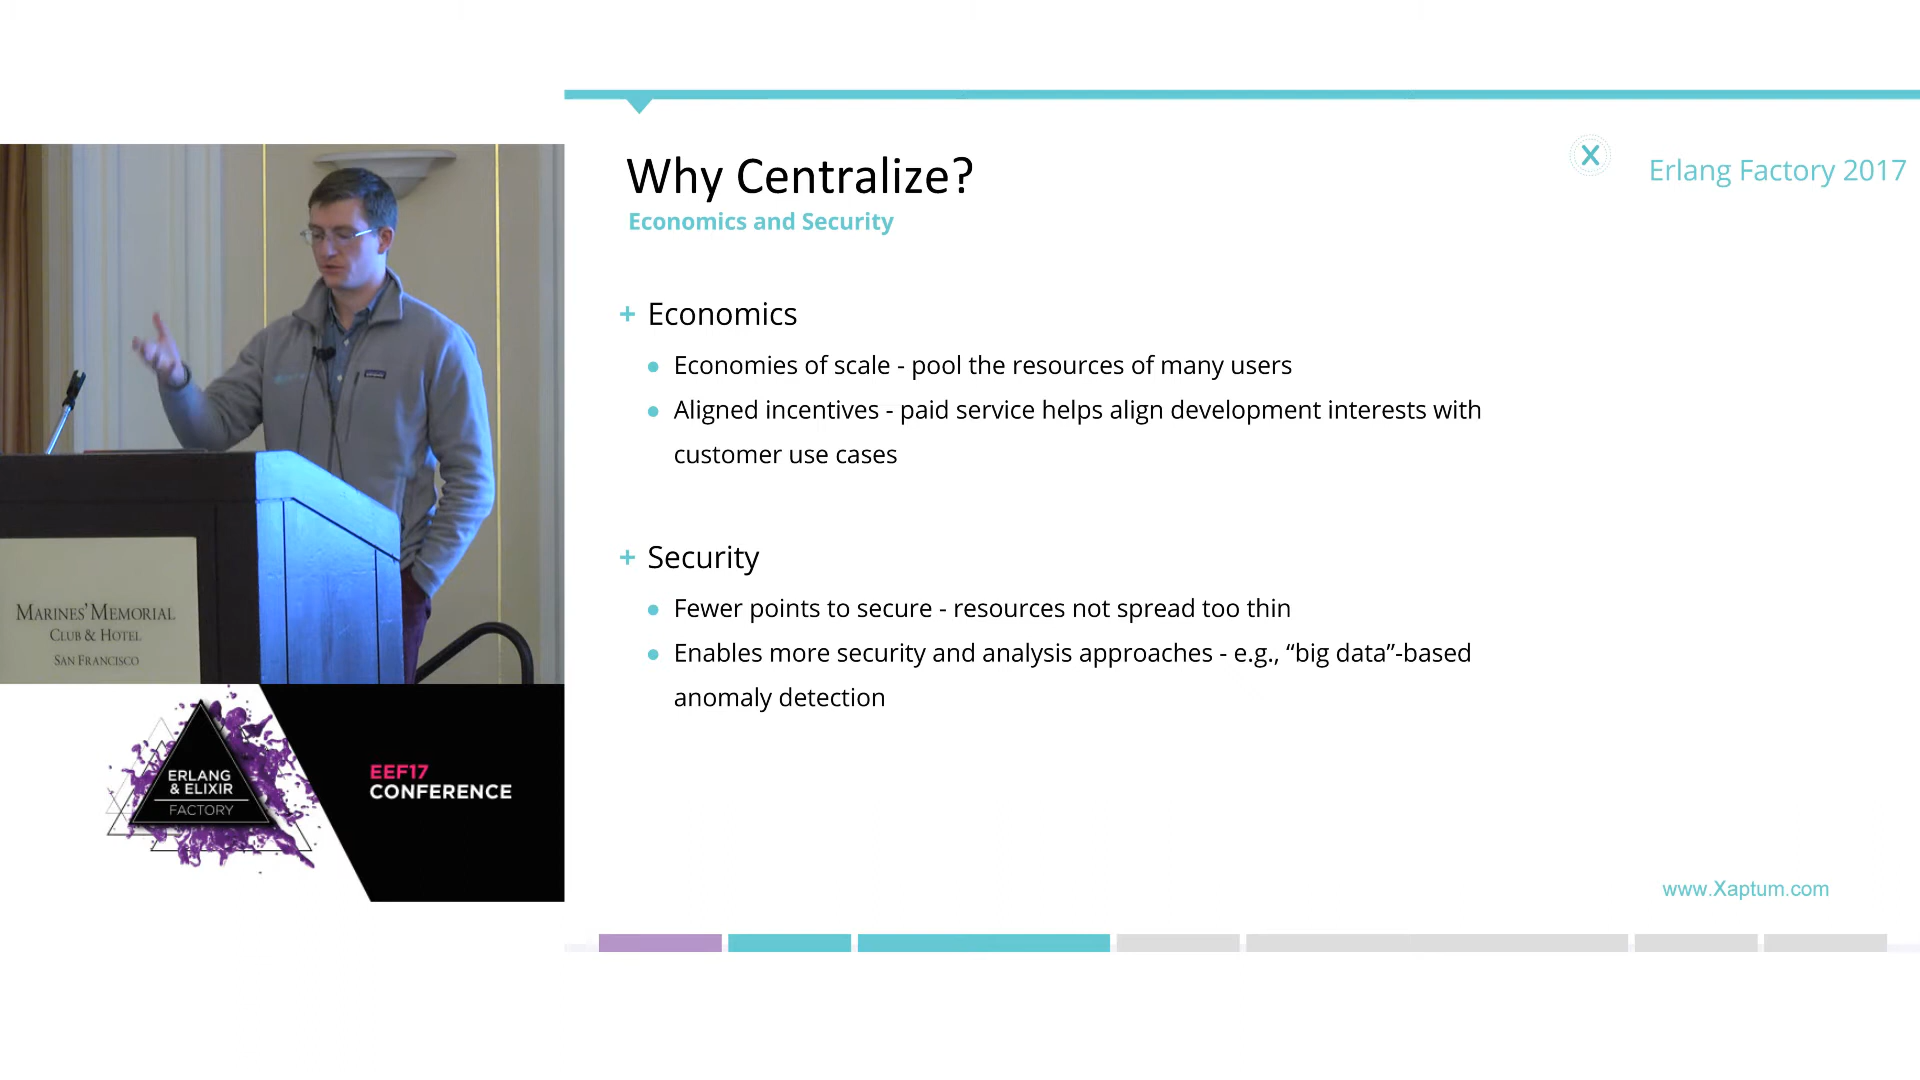 Why Centralize?
Economics and Security
X
Erlang Factory 2017
+ Economics
● Economies of scale - pool the resources of many users
● Aligned incentives - paid service helps align development interests with
customer use cases
+ Security
● Fewer points to secure - resources not spread too thin
● Enables more security and analysis approaches - e.g., “big data”-based
anomaly detection
www.Xaptum.com
MARINES' MEMORIAL
CLUB & HOTEL
SAN FRANCISCO
ERLANG
& ELIXIR
FACTORY
EEF17
CONFERENCE